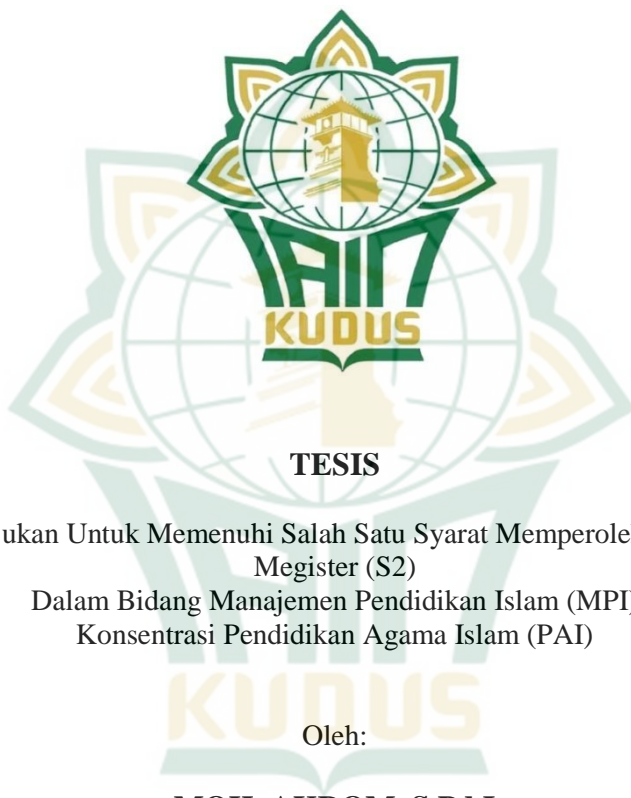 IAIN
KUDUS
TESIS
ukan Untuk Memenuhi Salah Satu Syarat Memperole
Megister (S2)
Dalam Bidang Manajemen Pendidikan Islam (MPI)
Konsentrasi Pendidikan Agama Islam (PAI)
KUDUS
Oleh: